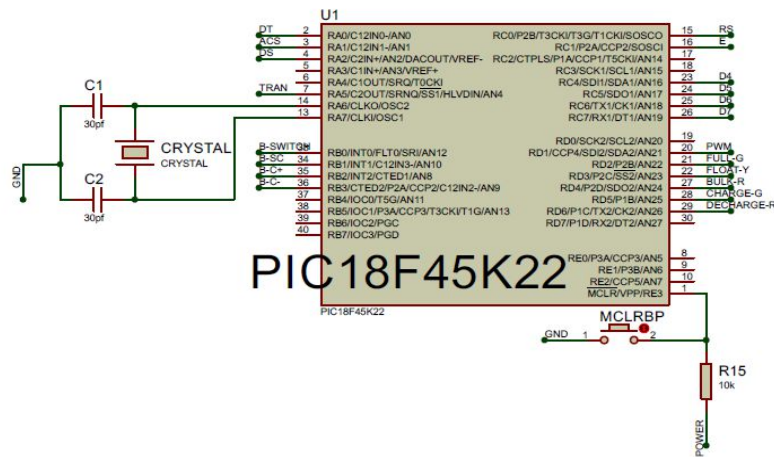 U1
DT 2 RA0/C12IN0-/AN0 RC0/P2B/T3CKI/T3G/T1CKI/SOSCO 15 RS
ACS 3 RA1/C12IN1-/AN1 RC1/P2A/CCP2/SOSCI 16 E
DS 4 RA2/C2IN+/AN2/DACOUT/VREF- RC2/CTPLS/P1A/CCP1/T5CKI/AN14 17
5 RA3/C1IN+/AN3/VREF+ RC3/SCK1/SCL1/AN15 18
6 RA4/C1OUT/SRQ/T0CKI RC4/SDI1/SDA1/AN16 23 D4
TRAN 7 RA5/C2OUT/SRNQ/SS1/HLVDIN/AN4 RC5/SDO1/AN17 24 D5
14 RA6/CLKO/OSC2 RC6/TX1/CK1/AN18 25 D6
13 RA7/CLKI/OSC1 RC7/RX1/DT1/AN19 26 D7
C1
30pf
CRYSTAL
CRYSTAL
GND
C2
30pf
RD0/SCK2/SCL2/AN20 19
B-SWITCH 33 RB0/INT0/FLT0/SRI/AN12 RD1/CCP4/SDI2/SDA2/AN21 20 PWM
B-SC 34 RB1/INT1/C12IN3-/AN10 RD2/P2B/AN22 21 FULL-G
B-C+ 35 RB2/INT2/CTED1/AN8 RD3/P2C/SS2/AN23 22 FLOAT-Y
B-C- 36 RB3/CTED2/P2A/CCP2/C12IN2-/AN9 RD4/P2D/SDO2/AN24 27 BULK-R
37 RB4/IOC0/T5G/AN11 RD5/P1B/AN25 28 CHARGE-G
38 RB5/IOC1/P3A/CCP3/T3CKI/T1G/AN13 RD6/P1C/TX2/CK2/AN26 29 DECHARGE-R
39 RB6/IOC2/PGC RD7/P1D/RX2/DT2/AN27 30
40 RB7/IOC3/PGD
RE0/P3A/CCP3/AN5 8
RE1/P3B/AN6 9
RE2/CCP5/AN7 10
MCLR/VPP/RE3 1
PIC18F45K22
PIC18F45K22
MCLRBP
GND 1 2
R15
10k
POWER